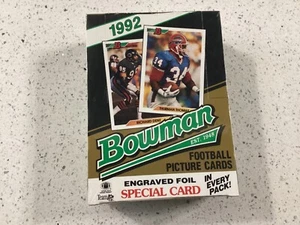 1992
Bowman
EST. 1948
FOOTBALL
PICTURE CARDS
ENGRAVED FOIL
SPECIAL CARD
IN
EVERY
PACK!